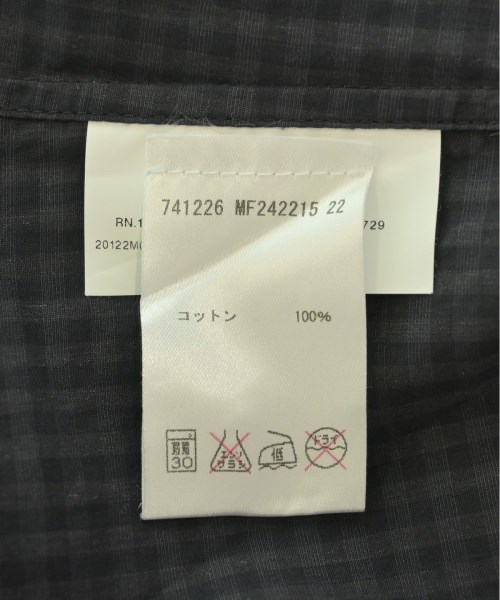 741226 MF242215 22
RN.1
729
20122M
コットン 100%
弱 30 エンソサラシ 低 ドライ